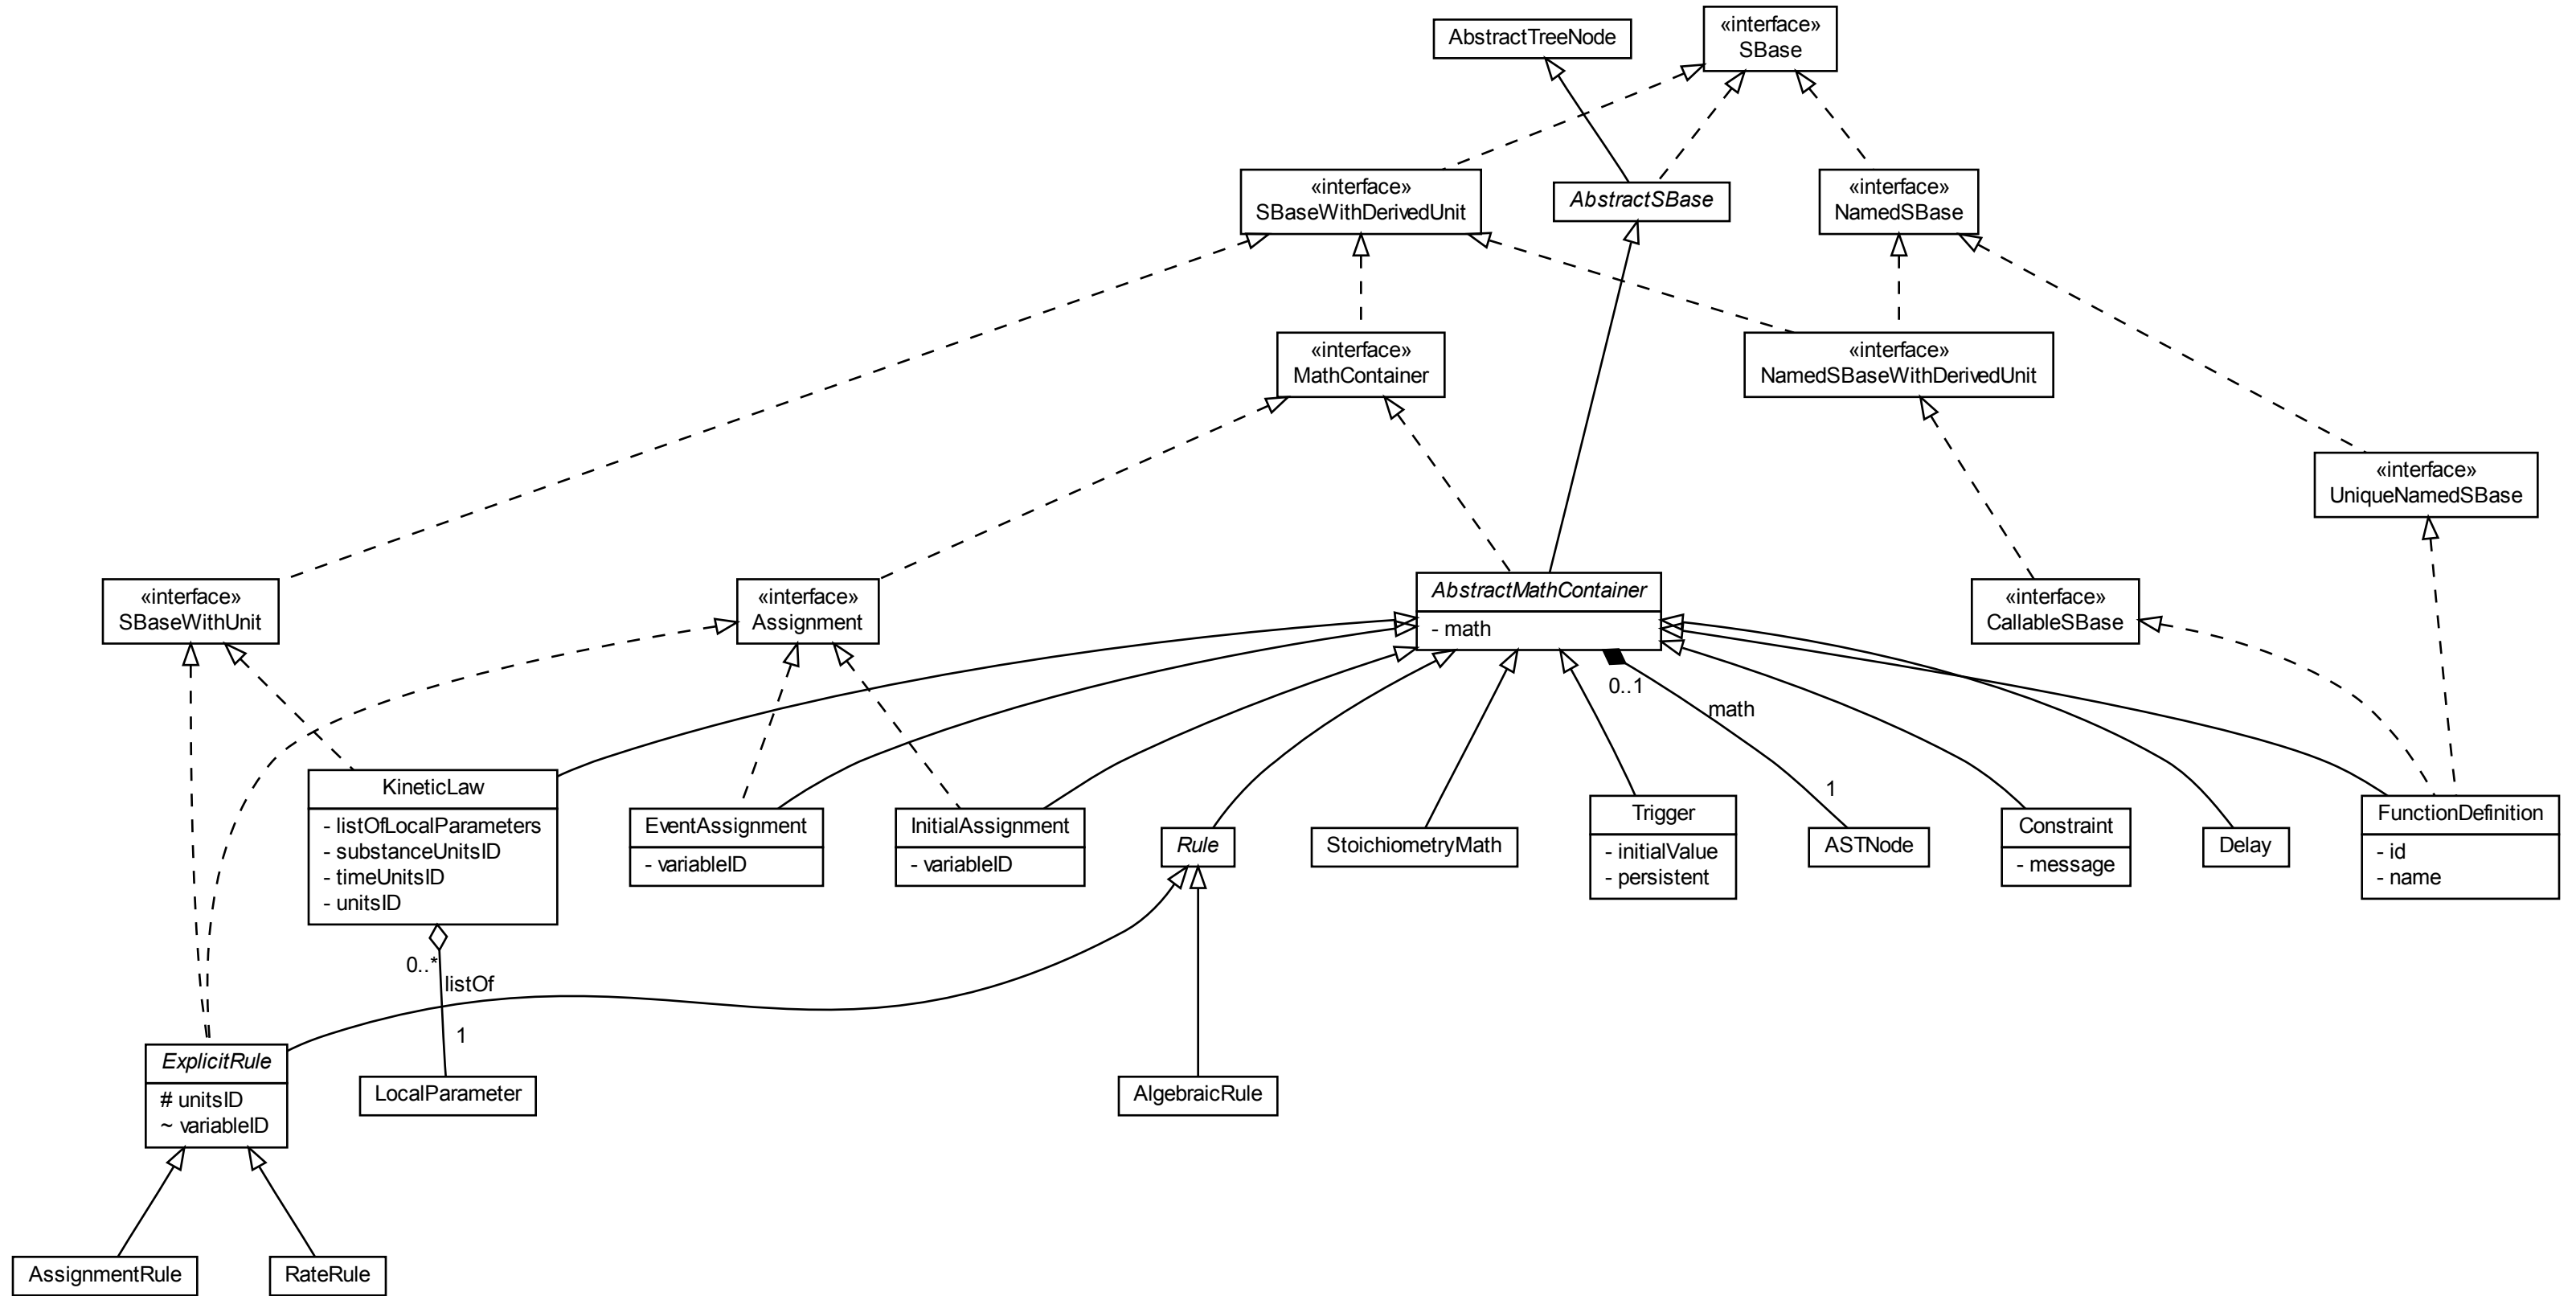 AbstractTreeNode
«interface»
SBase
«interface»
SBaseWithDerivedUnit
AbstractSBase
«interface»
NamedSBase
«interface»
MathContainer
«interface»
NamedSBaseWithDerivedUnit
«interface»
UniqueNamedSBase
«interface»
SBaseWithUnit
«interface»
Assignment
AbstractMathContainer
- math
«interface»
CallableSBase
0..1
math
1
KineticLaw
- listOfLocalParameters
- substanceUnitsID
- timeUnitsID
- unitsID
EventAssignment
- variableID
InitialAssignment
- variableID
Rule
StoichiometryMath
Trigger
- initialValue
- persistent
ASTNode
Constraint
- message
Delay
FunctionDefinition
- id
- name
0..*
listOf
1
ExplicitRule
# unitsID
~ variableID
LocalParameter
AlgebraicRule
AssignmentRule
RateRule